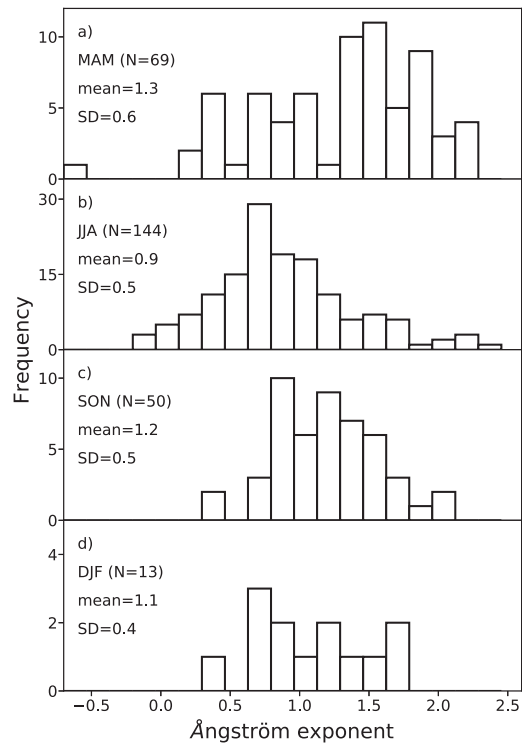 a)
MAM (N=69)
mean=1.3
SD=0.6
10
5
0
b)
JJA (N=144)
mean=0.9
SD=0.5
30
15
0
c)
SON (N=50)
mean=1.2
SD=0.5
10
5
0
d)
DJF (N=13)
mean=1.1
SD=0.4
4
2
0
Frequency
−0.5 0.0 0.5 1.0 1.5 2.0 2.5
Ångström exponent